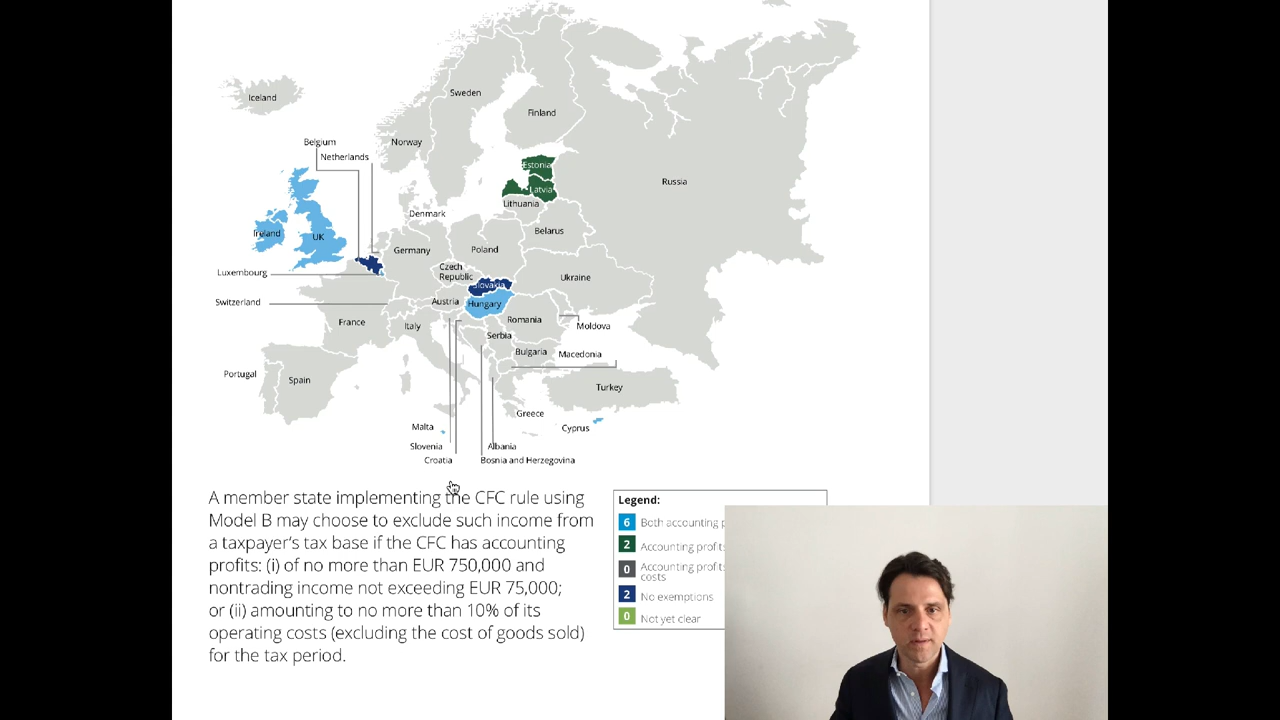 Iceland
Sweden
Finland
Norway
Belgium
Netherlands
Estonia
Latvia
Lithuania
Russia
Denmark
Ireland
UK
Belarus
Germany
Poland
Luxembourg
Czech
Republic
Slovakia
Ukraine
Switzerland
Austria
Hungary
France
Italy
Romania
Moldova
Serbia
Bulgaria
Macedonia
Portugal
Spain
Turkey
Greece
Malta
Cyprus
Slovenia
Albania
Croatia
Bosnia and Herzegovina
A member state implementing the CFC rule using
Model B may choose to exclude such income from
a taxpayer's tax base if the CFC has accounting
profits: (i) of no more than EUR 750,000 and
nontrading income not exceeding EUR 75,000;
or (ii) amounting to no more than 10% of its
operating costs (excluding the cost of goods sold)
for the tax period.
Legend:
6 Both accounting
2 Accounting profits
0 Accounting profits
costs
2 No exemptions
0 Not yet clear